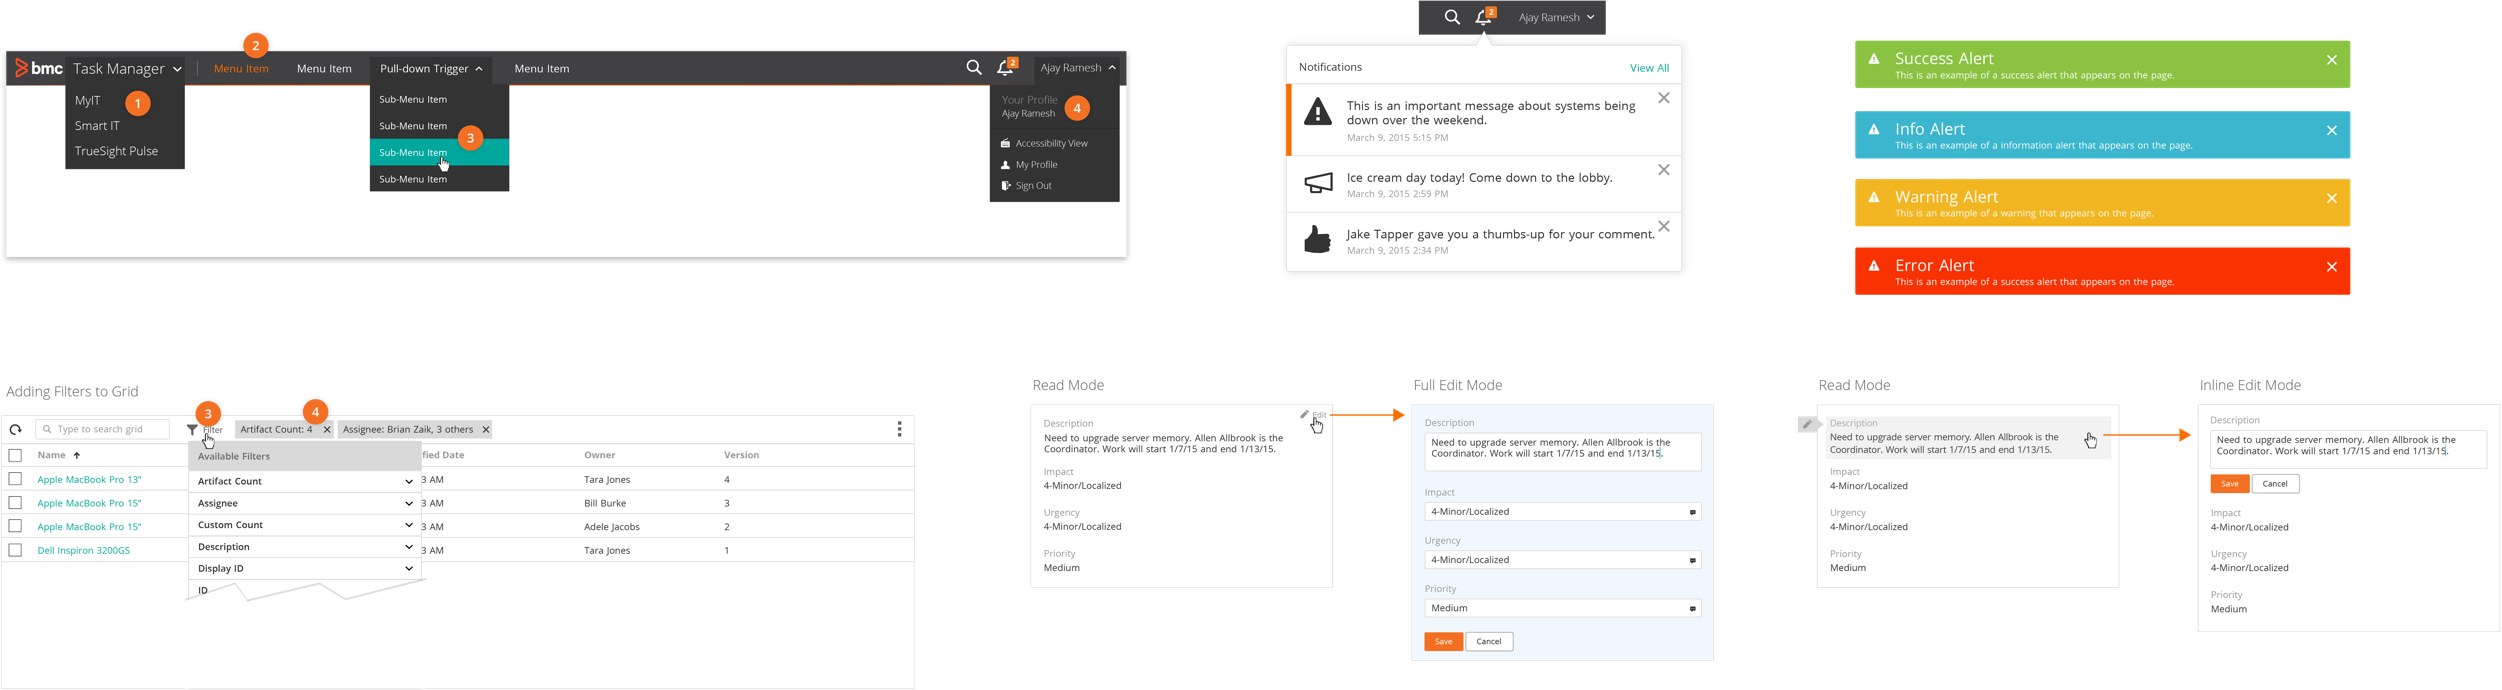 2
bmc Task Manager Menu Item Menu Item Pull-down Trigger Menu Item 2 Ajay Ramesh
MyIT
Smart IT
TrueSight Pulse
1
Sub-Menu Item
Sub-Menu Item
Sub-Menu Item
Sub-Menu Item
3
Your Profile
Ajay Ramesh
4
Accessibility View
My Profile
Sign Out
2 Ajay Ramesh
Notifications View All
This is an important message about systems being
down over the weekend.
March 9, 2015 5:15 PM
Ice cream day today! Come down to the lobby.
March 9, 2015 2:59 PM
Jake Tapper gave you a thumbs-up for your comment.
March 9, 2015 2:34 PM
Success Alert
This is an example of a success alert that appears on the page.
Info Alert
This is an example of a information alert that appears on the page.
Warning Alert
This is an example of a warning that appears on the page.
Error Alert
This is an example of a success alert that appears on the page.
Adding Filters to Grid
3 4
Type to search grid Filter Artifact Count: 4 Assignee: Brian Zaik, 3 others
Name fied Date Owner Version
Apple MacBook Pro 13" 3 AM Tara Jones 4
Apple MacBook Pro 15" 3 AM Bill Burke 3
Apple MacBook Pro 15" 3 AM Adele Jacobs 2
Dell Inspiron 3200GS 3 AM Tara Jones 1
Available Filters
Artifact Count
Assignee
Custom Count
Description
Display ID
ID
Read Mode
Edit
Description
Need to upgrade server memory. Allen Allbrook is the
Coordinator. Work will start 1/7/15 and end 1/13/15.
Impact
4-Minor/Localized
Urgency
4-Minor/Localized
Priority
Medium
Full Edit Mode
Description
Need to upgrade server memory. Allen Allbrook is the
Coordinator. Work will start 1/7/15 and end 1/13/15.
Impact
4-Minor/Localized
Urgency
4-Minor/Localized
Priority
Medium
Save Cancel
Read Mode
Description
Need to upgrade server memory. Allen Allbrook is the
Coordinator. Work will start 1/7/15 and end 1/13/15.
Impact
4-Minor/Localized
Urgency
4-Minor/Localized
Priority
Medium
Inline Edit Mode
Description
Need to upgrade server memory. Allen Allbrook is the
Coordinator. Work will start 1/7/15 and end 1/13/15.
Save Cancel
Impact
4-Minor/Localized
Urgency
4-Minor/Localized
Priority
Medium